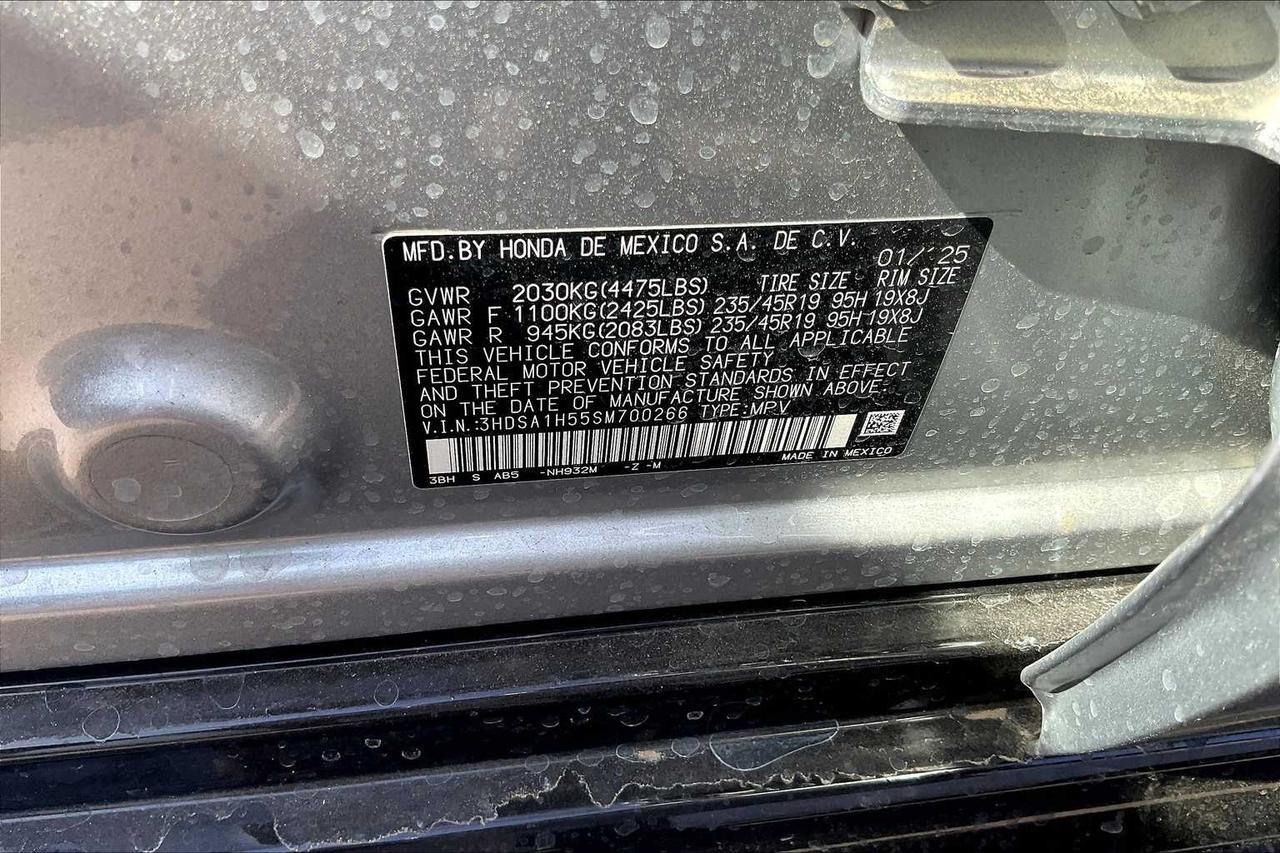 MFD.BY HONDA DE MEXICO S.A. DE C.V.
01/'25
TIRE SIZE RIM SIZE
GVWR 2030KG(4475LBS)
GAWR F 1100KG(2425LBS) 235/45R19 95H 19X8J
GAWR R 945KG(2083LBS) 235/45R19 95H 19X8J
THIS VEHICLE CONFORMS TO ALL APPLICABLE
FEDERAL MOTOR VEHICLE SAFETY
AND THEFT PREVENTION STANDARDS IN EFFECT
ON THE DATE OF MANUFACTURE SHOWN ABOVE.
V.I.N.:3HDSA1H55SM700266 TYPE:MPV
MADE IN MEXICO
3BH S AB5 -NH932M -Z -M